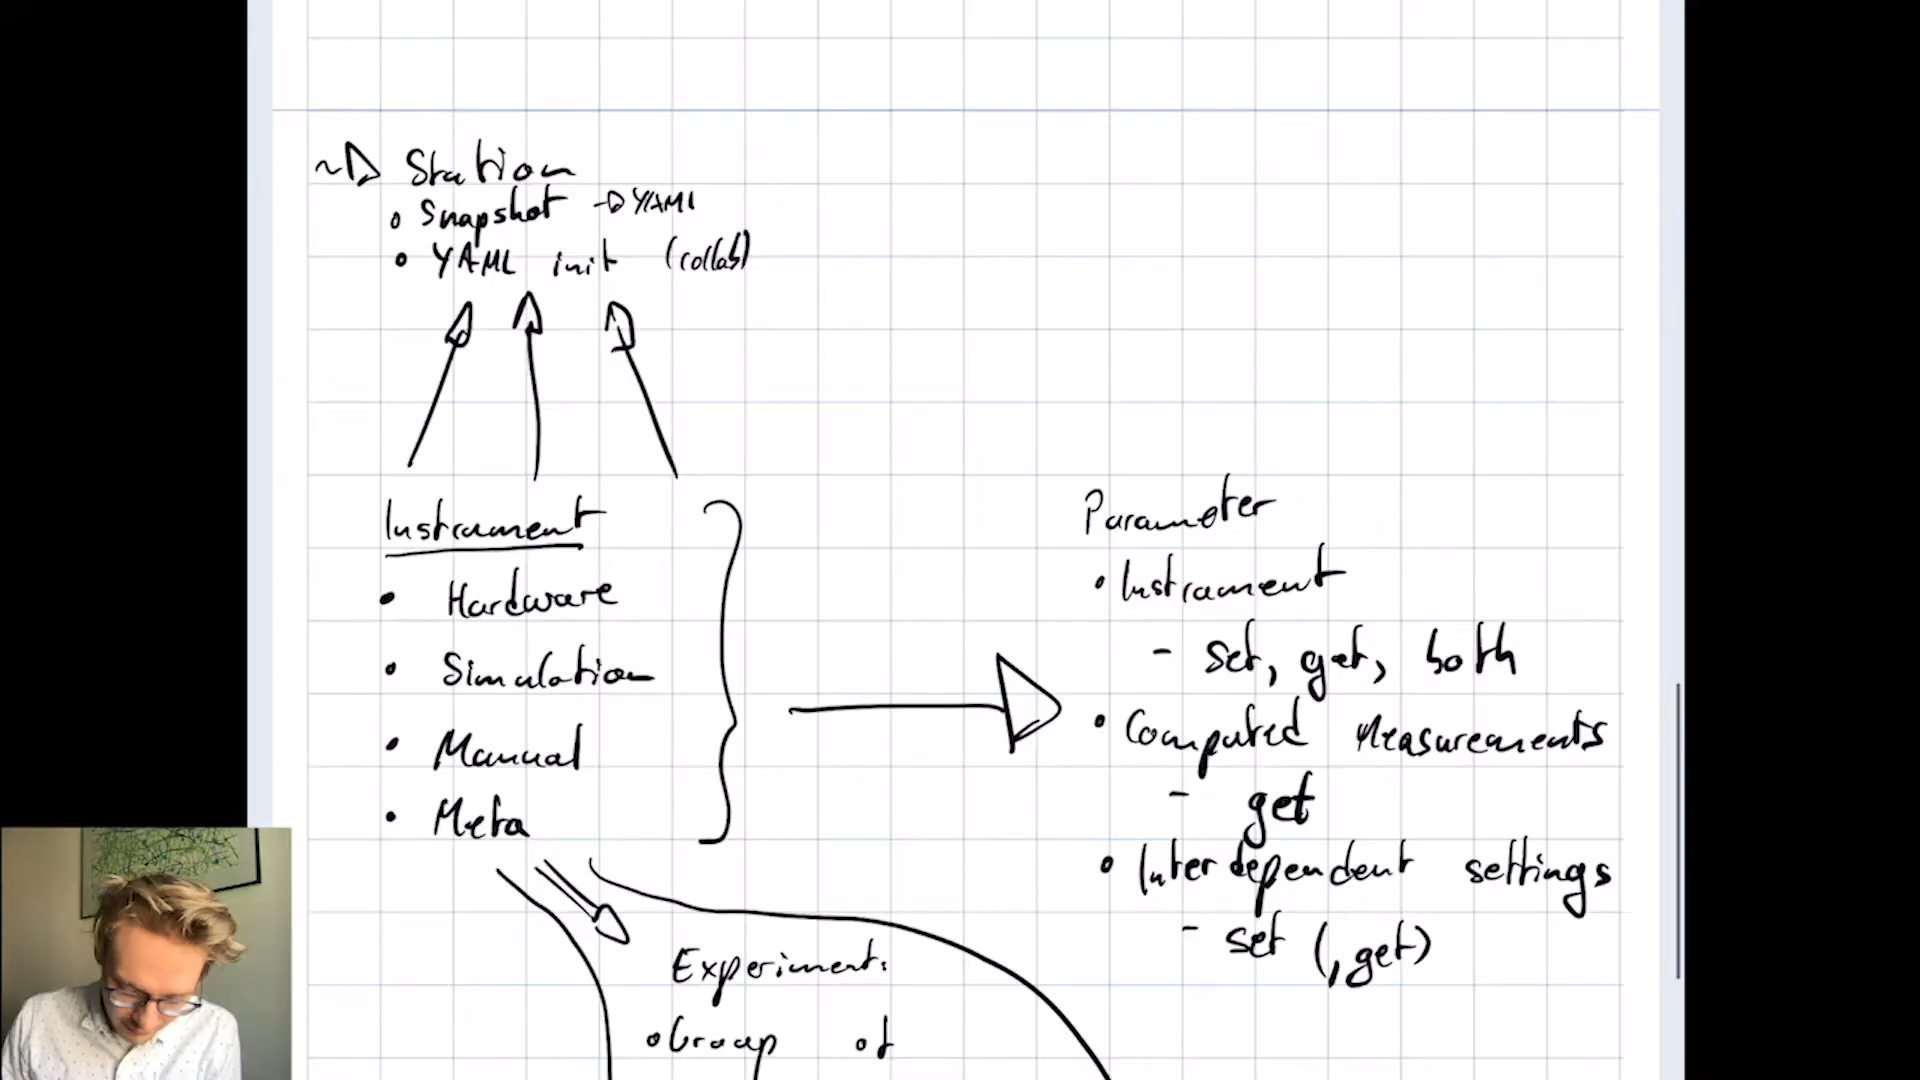 ~▷ Station
• Snapshot → YAML
• YAML init (collab)
Instrument
• Hardware
• Simulation
• Manual
• Meta
Parameter
• Instrument
- set, get, both
• Computed Measurements
- get
• Interdependent settings
- set (, get)
Experiment:
• Group of